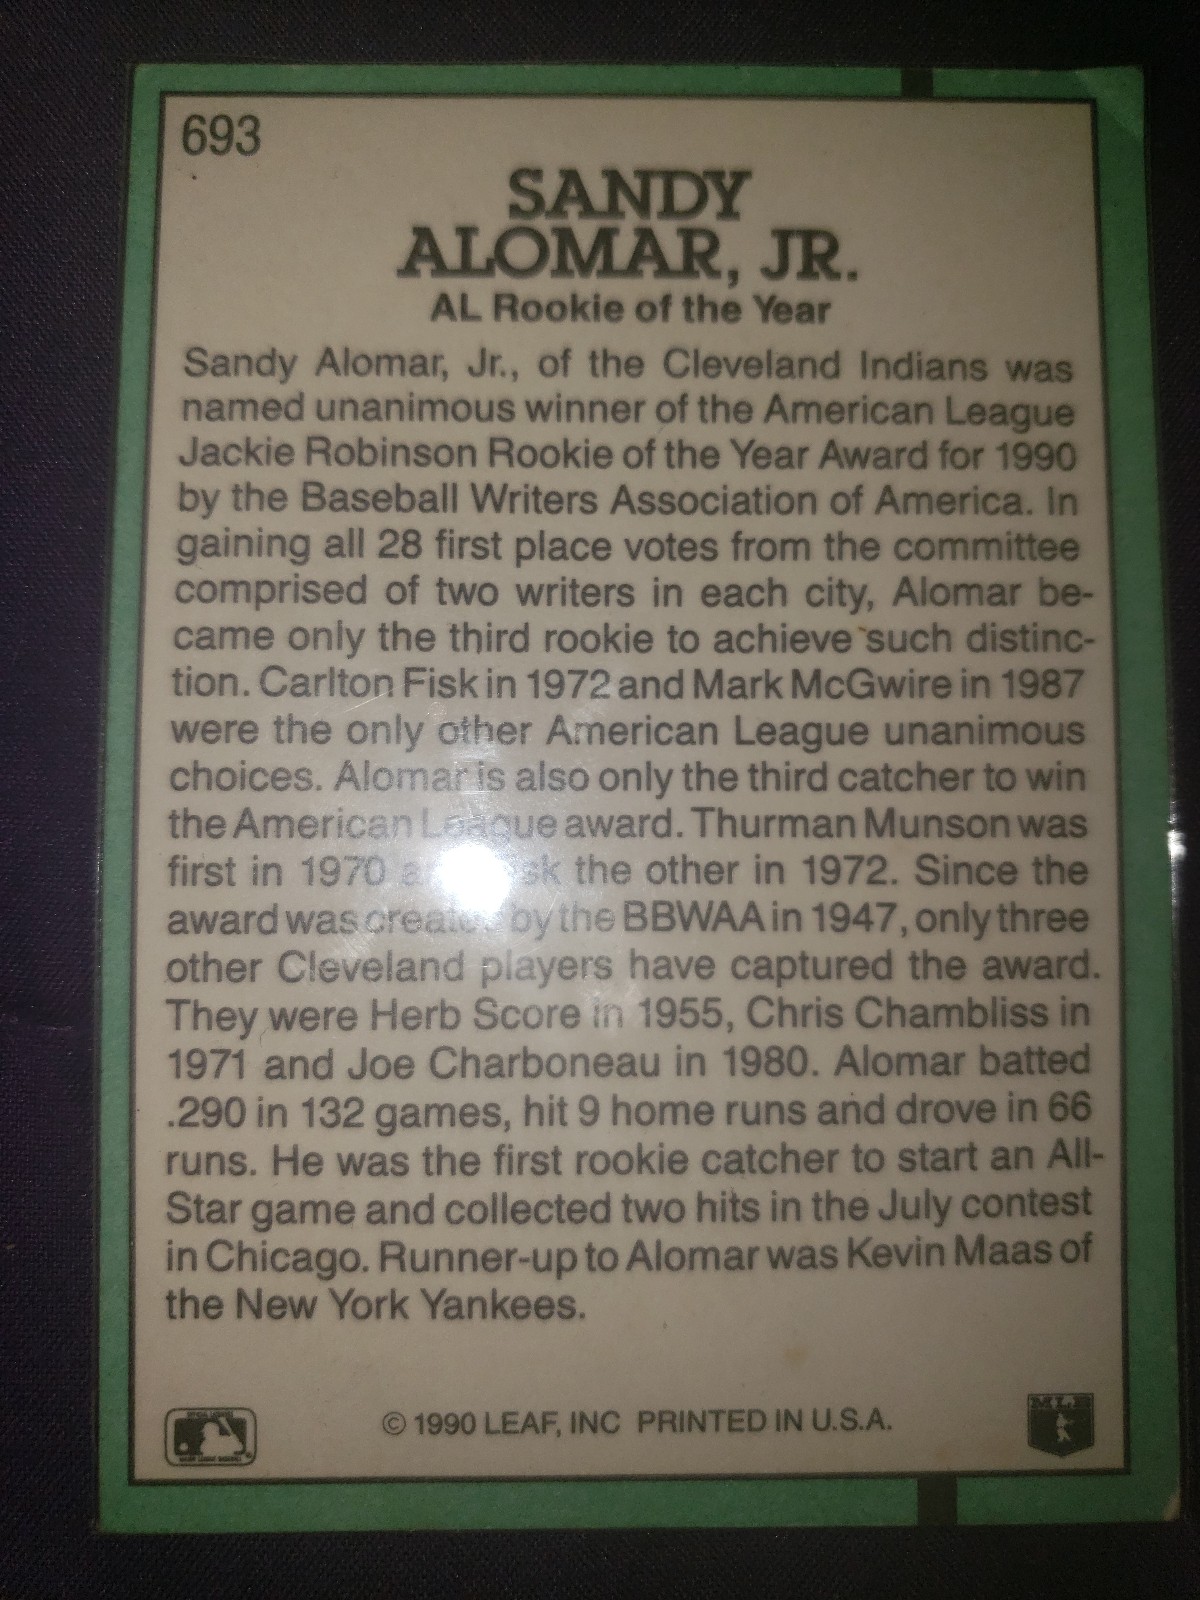 693
SANDY
ALOMAR, JR.
AL Rookie of the Year
Sandy Alomar, Jr., of the Cleveland Indians was
named unanimous winner of the American League
Jackie Robinson Rookie of the Year Award for 1990
by the Baseball Writers Association of America. In
gaining all 28 first place votes from the committee
comprised of two writers in each city, Alomar be-
came only the third rookie to achieve such distinc-
tion. Carlton Fisk in 1972 and Mark McGwire in 1987
were the only other American League unanimous
choices. Alomar is also only the third catcher to win
the American League award. Thurman Munson was
first in 1970 the other in 1972. Since the
award was created by the BBWAA in 1947, only three
other Cleveland players have captured the award.
They were Herb Score in 1955, Chris Chambliss in
1971 and Joe Charboneau in 1980. Alomar batted
.290 in 132 games, hit 9 home runs and drove in 66
runs. He was the first rookie catcher to start an All-
Star game and collected two hits in the July contest
in Chicago. Runner-up to Alomar was Kevin Maas of
the New York Yankees.
© 1990 LEAF, INC PRINTED IN U.S.A.